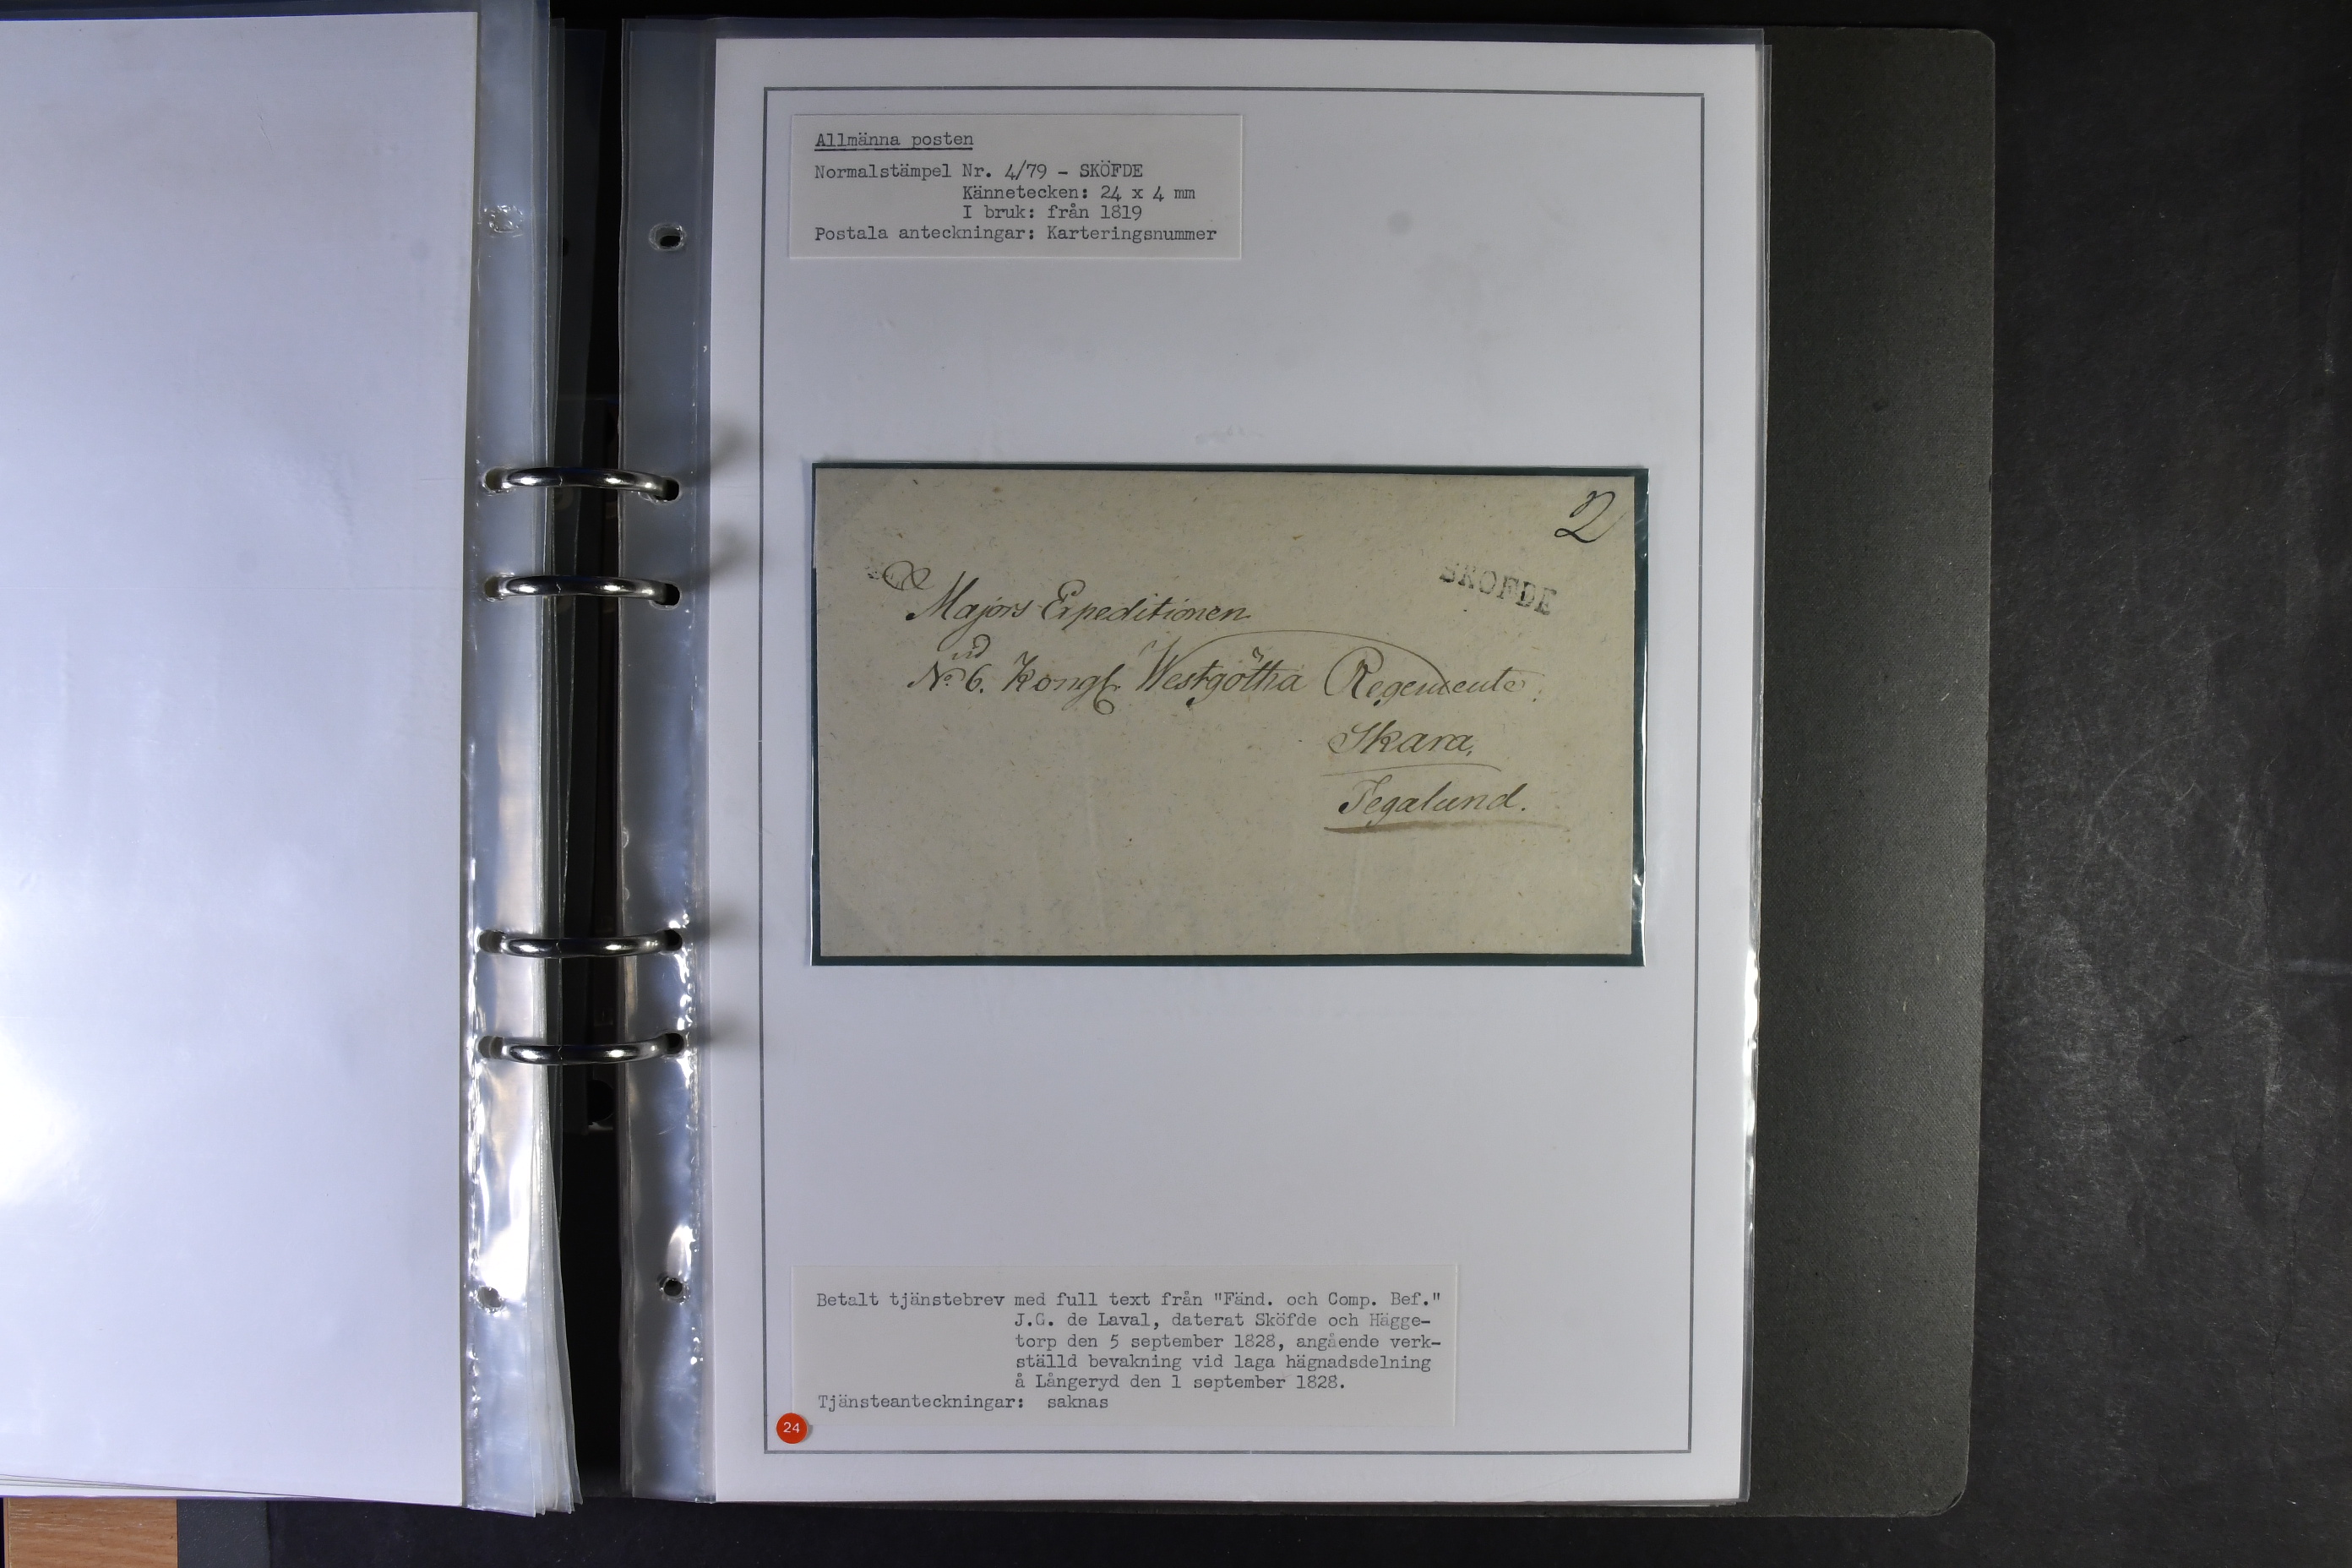 Allmänna posten
Normalstämpel Nr. 4/79 - SKÖFDE
Kännetecken: 24 x 4 mm
I bruk: från 1819
Postala anteckningar: Karteringsnummer
2
SKÖFDE
Majors Expeditionen
vid
No 6. Kongl. Westgötha Regemente.
Skara,
Tegalund.
Betalt tjänstebrev med full text från "Fänd. och Comp. Bef."
J.G. de Laval, daterat Sköfde och Hägge-
torp den 5 september 1828, angående verk-
ställd bevakning vid laga hägnadsdelning
å Långeryd den 1 september 1828.
Tjänsteanteckningar: saknas
24